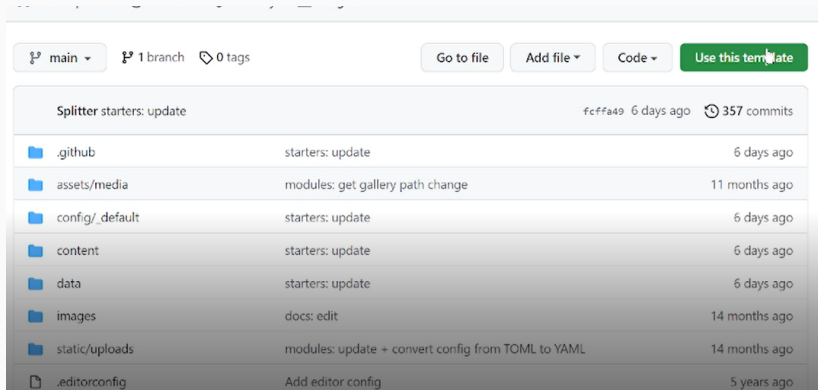 main 1 branch 0 tags Go to file Add file Code Use this template
Splitter starters: update fcffa49 6 days ago 357 commits
.github starters: update 6 days ago
assets/media modules: get gallery path change 11 months ago
config/_default starters: update 6 days ago
content starters: update 6 days ago
data starters: update 6 days ago
images docs: edit 14 months ago
static/uploads modules: update + convert config from TOML to YAML 14 months ago
.editorconfig Add editor config 5 years ago